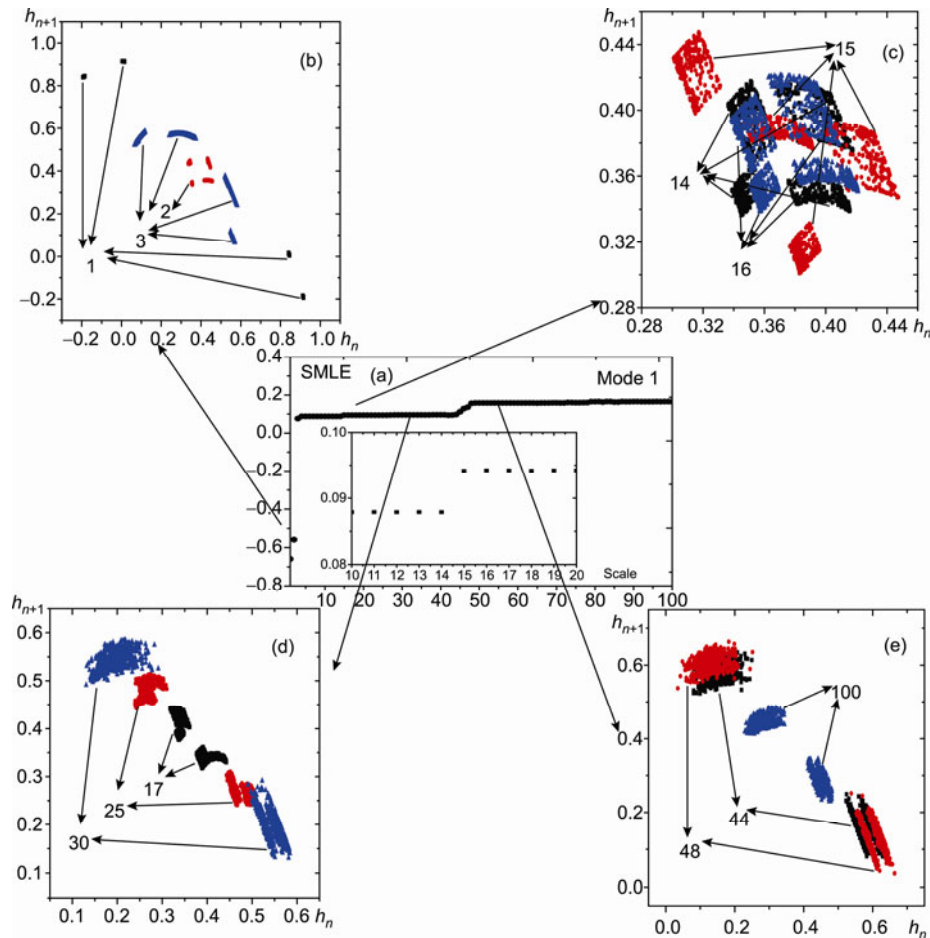 h_{n+1}
1.0
0.8
0.6
0.4
0.2
0.0
−0.2
(b)
2
3
1
−0.2 0.0 0.2 0.4 0.6 0.8 1.0
h_n
h_{n+1}
0.44
0.40
0.36
0.32
0.28
(c)
15
14
16
0.28 0.32 0.36 0.40 0.44
h_n
0.4
0.2
0.0
−0.2
−0.4
−0.6
−0.8
SMLE (a) Mode 1
0.10
0.09
0.08
10 11 12 13 14 15 16 17 18 19 20
Scale
10 20 30 40 50 60 70 80 90 100
h_{n+1}
0.6
0.5
0.4
0.3
0.2
0.1
(d)
17
25
30
0.1 0.2 0.3 0.4 0.5 0.6 h_n
h_{n+1}
0.6
0.4
0.2
0.0
(e)
100
44
48
0.0 0.2 0.4 0.6 h_n